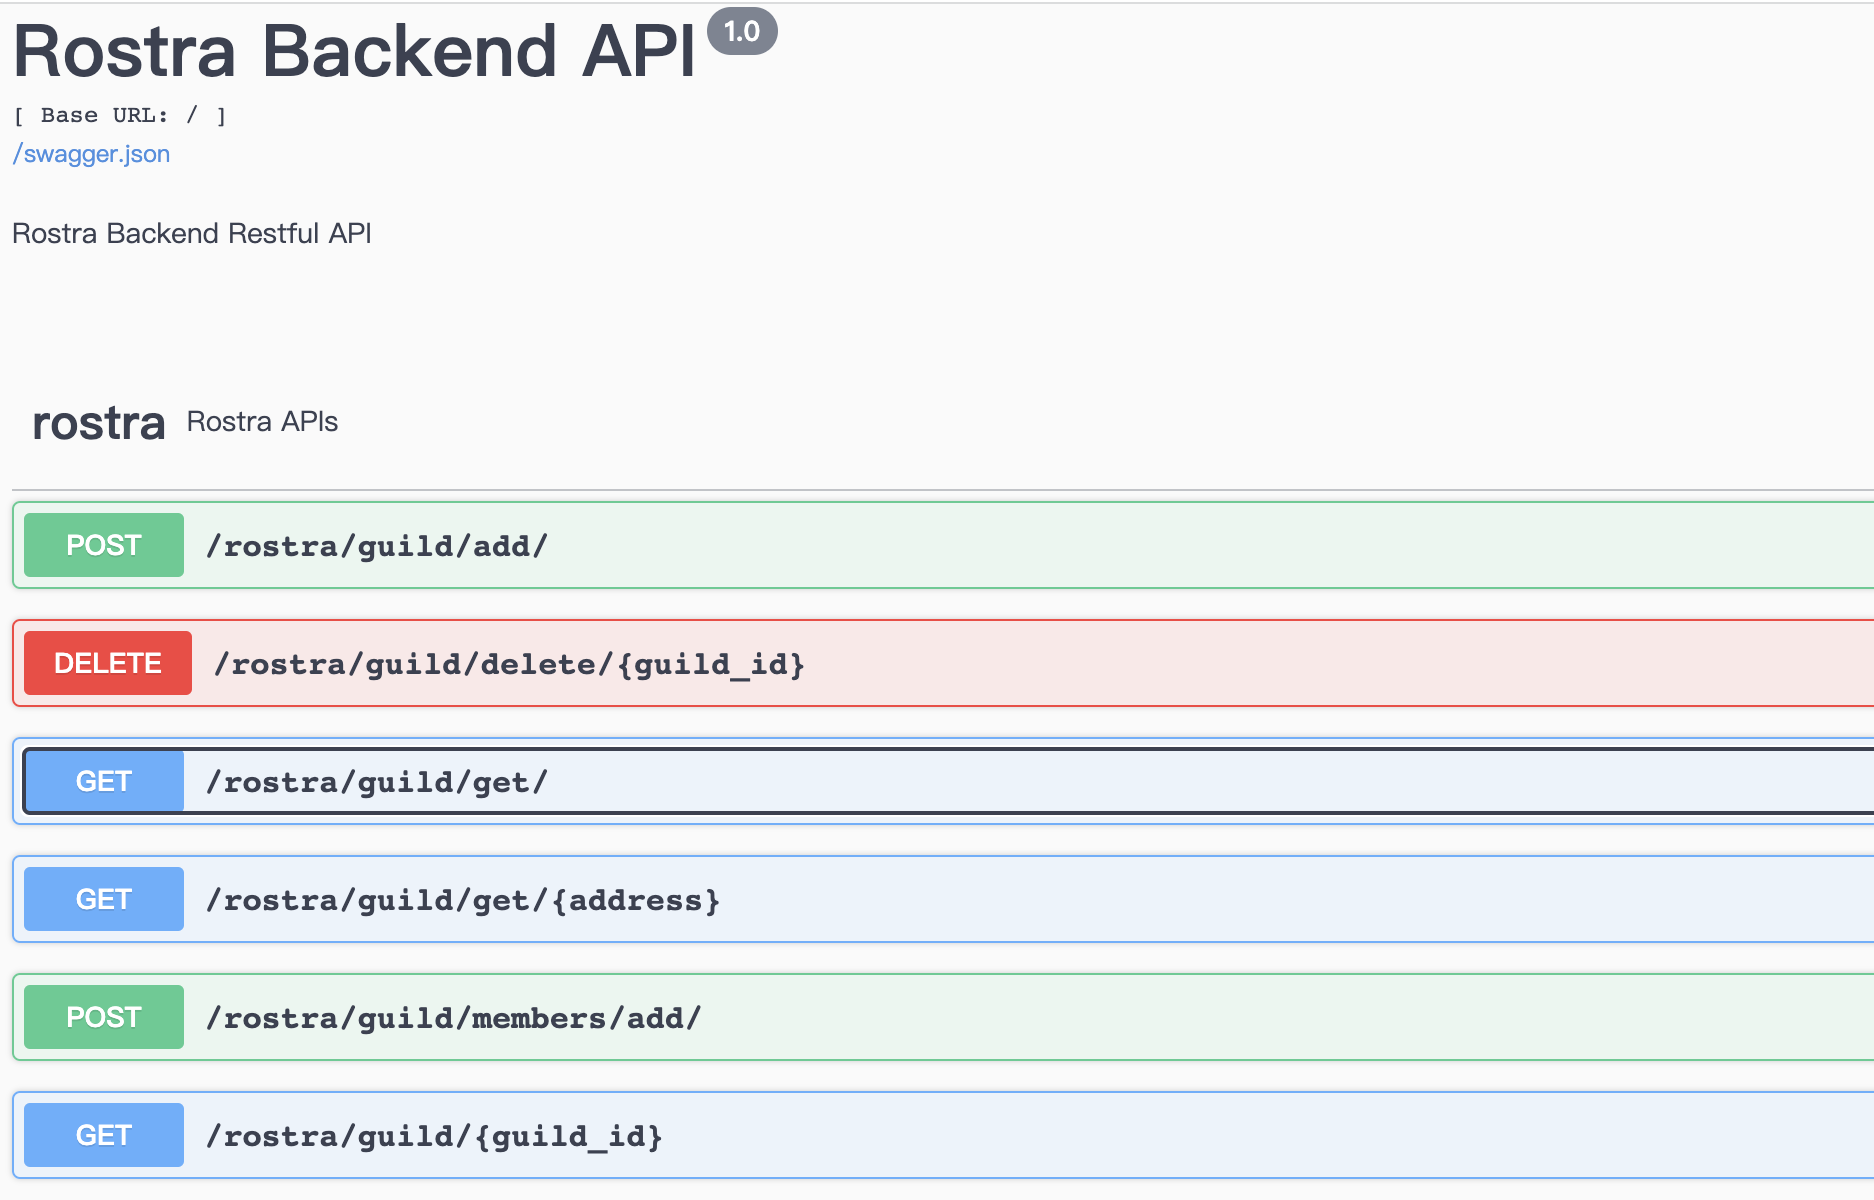 Rostra Backend API 1.0
[ Base URL: / ]
/swagger.json
Rostra Backend Restful API
rostra Rostra APIs
POST /rostra/guild/add/
DELETE /rostra/guild/delete/{guild_id}
GET /rostra/guild/get/
GET /rostra/guild/get/{address}
POST /rostra/guild/members/add/
GET /rostra/guild/{guild_id}